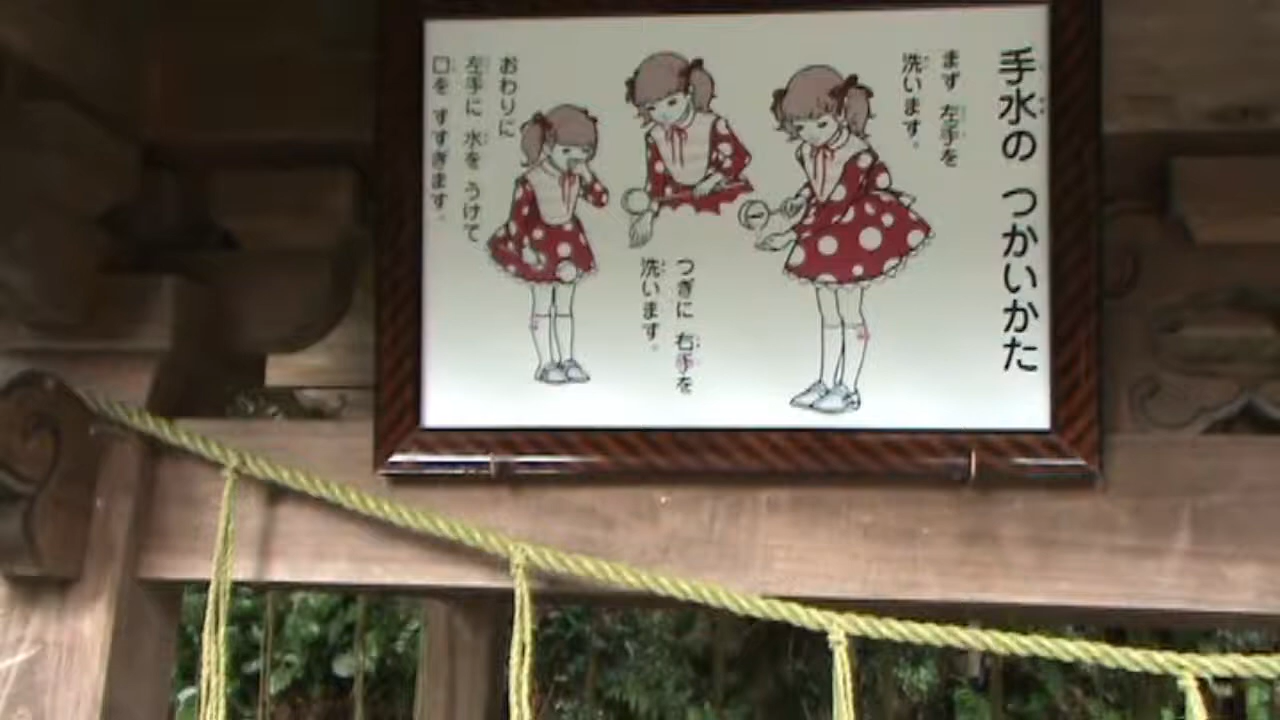 手水の つかいかた
まず 左手を
洗います。
つぎに 右手を
洗います。
おわりに
左手に 水を うけて
口を すすぎます。